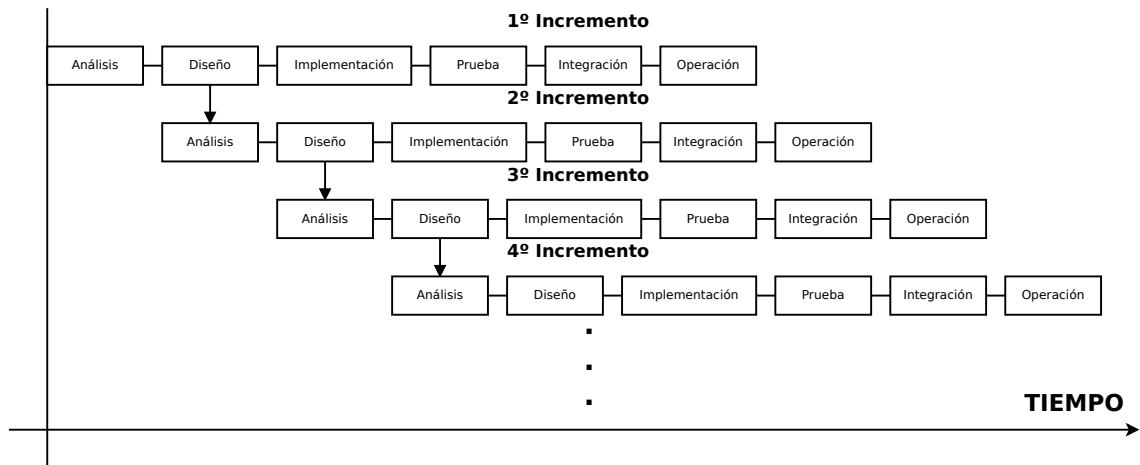 1º Incremento
Análisis Diseño Implementación Prueba Integración Operación
2º Incremento
Análisis Diseño Implementación Prueba Integración Operación
3º Incremento
Análisis Diseño Implementación Prueba Integración Operación
4º Incremento
Análisis Diseño Implementación Prueba Integración Operación
.
.
.
TIEMPO